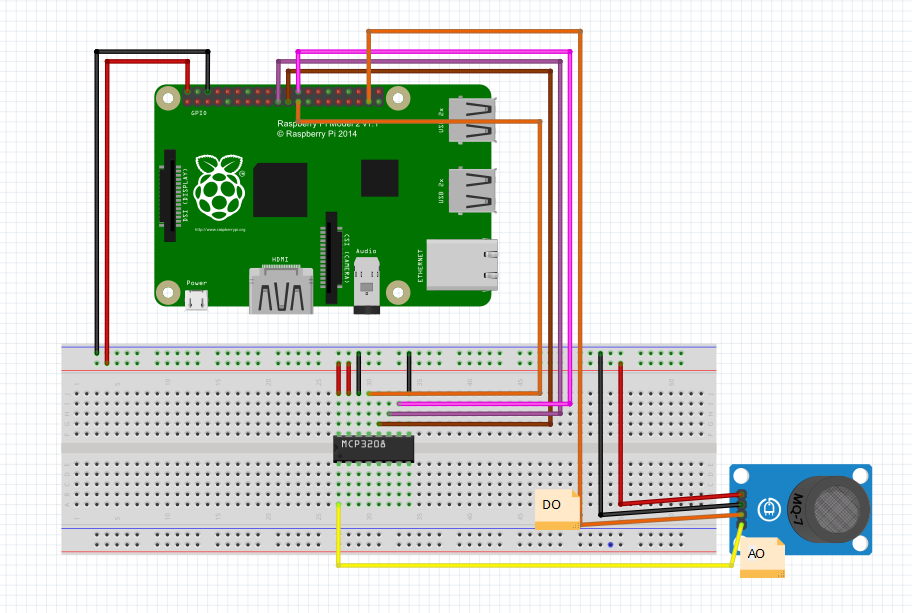 GPIO
Raspberry Pi Model 2 v1.1
© Raspberry Pi 2014
USB 2x
DSI (DISPLAY)
USB 2x
http://www.raspberrypi.org
CSI (CAMERA)
Audio
HDMI
ETHERNET
Power
MCP3208
DO
MQ-7
AO